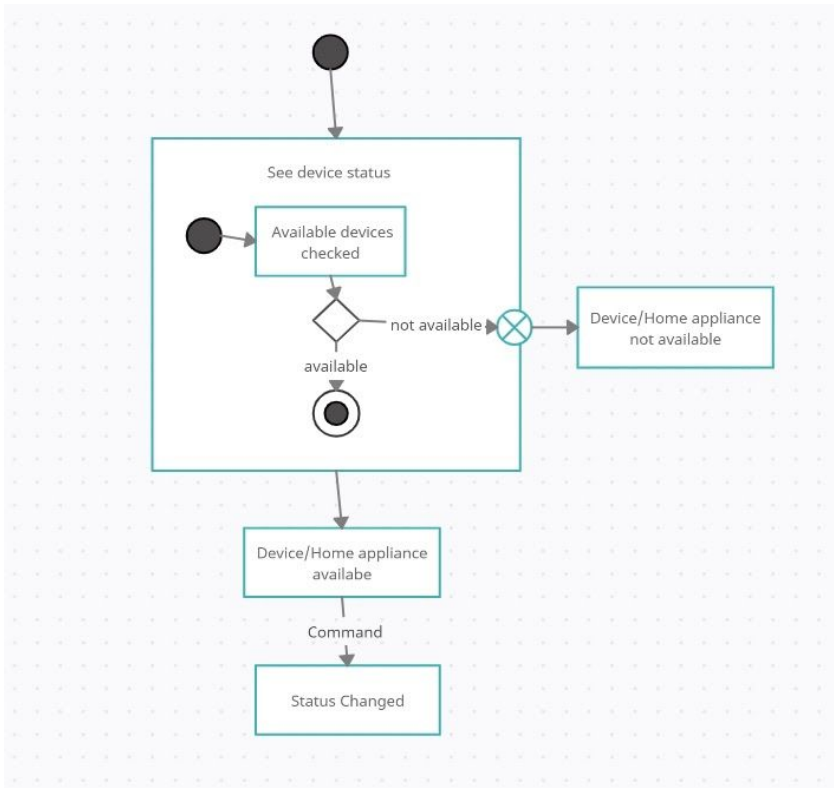 See device status
Available devices
checked
not available
Device/Home appliance
not available
available
Device/Home appliance
availabe
Command
Status Changed